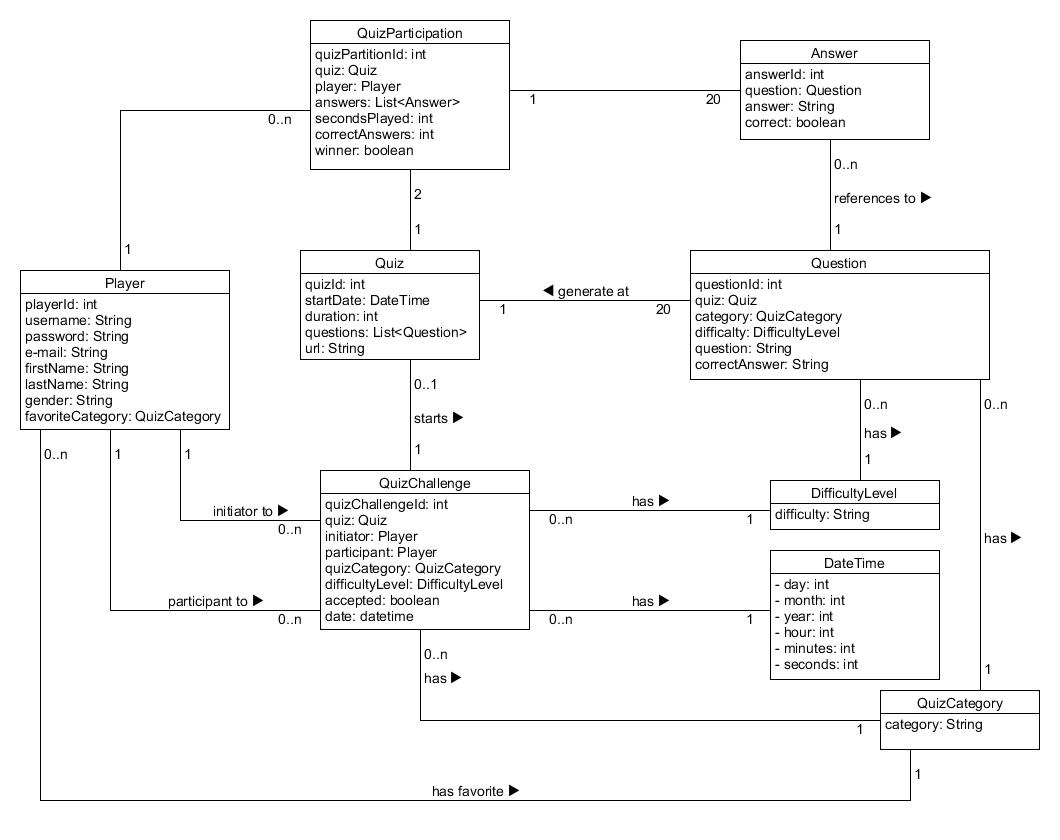 QuizParticipation
quizPartitionId: int
quiz: Quiz
player: Player
answers: List<Answer>
secondsPlayed: int
correctAnswers: int
winner: boolean
Answer
answerId: int
question: Question
answer: String
correct: boolean
1
20
0..n
1
2
1
0..n
references to ▶
1
Player
playerId: int
username: String
password: String
e-mail: String
firstName: String
lastName: String
gender: String
favoriteCategory: QuizCategory
Quiz
quizId: int
startDate: DateTime
duration: int
questions: List<Question>
url: String
◀ generate at
1
20
Question
questionId: int
quiz: Quiz
category: QuizCategory
difficalty: DifficultyLevel
question: String
correctAnswer: String
0..1
starts ▶
1
0..n
has ▶
1
0..n
has ▶
1
0..n
1
1
initiator to ▶
0..n
participant to ▶
0..n
QuizChallenge
quizChallengeId: int
quiz: Quiz
initiator: Player
participant: Player
quizCategory: QuizCategory
difficultyLevel: DifficultyLevel
accepted: boolean
date: datetime
has ▶
0..n
1
DifficultyLevel
difficulty: String
has ▶
0..n
1
DateTime
- day: int
- month: int
- year: int
- hour: int
- minutes: int
- seconds: int
0..n
has ▶
1
QuizCategory
category: String
1
has favorite ▶